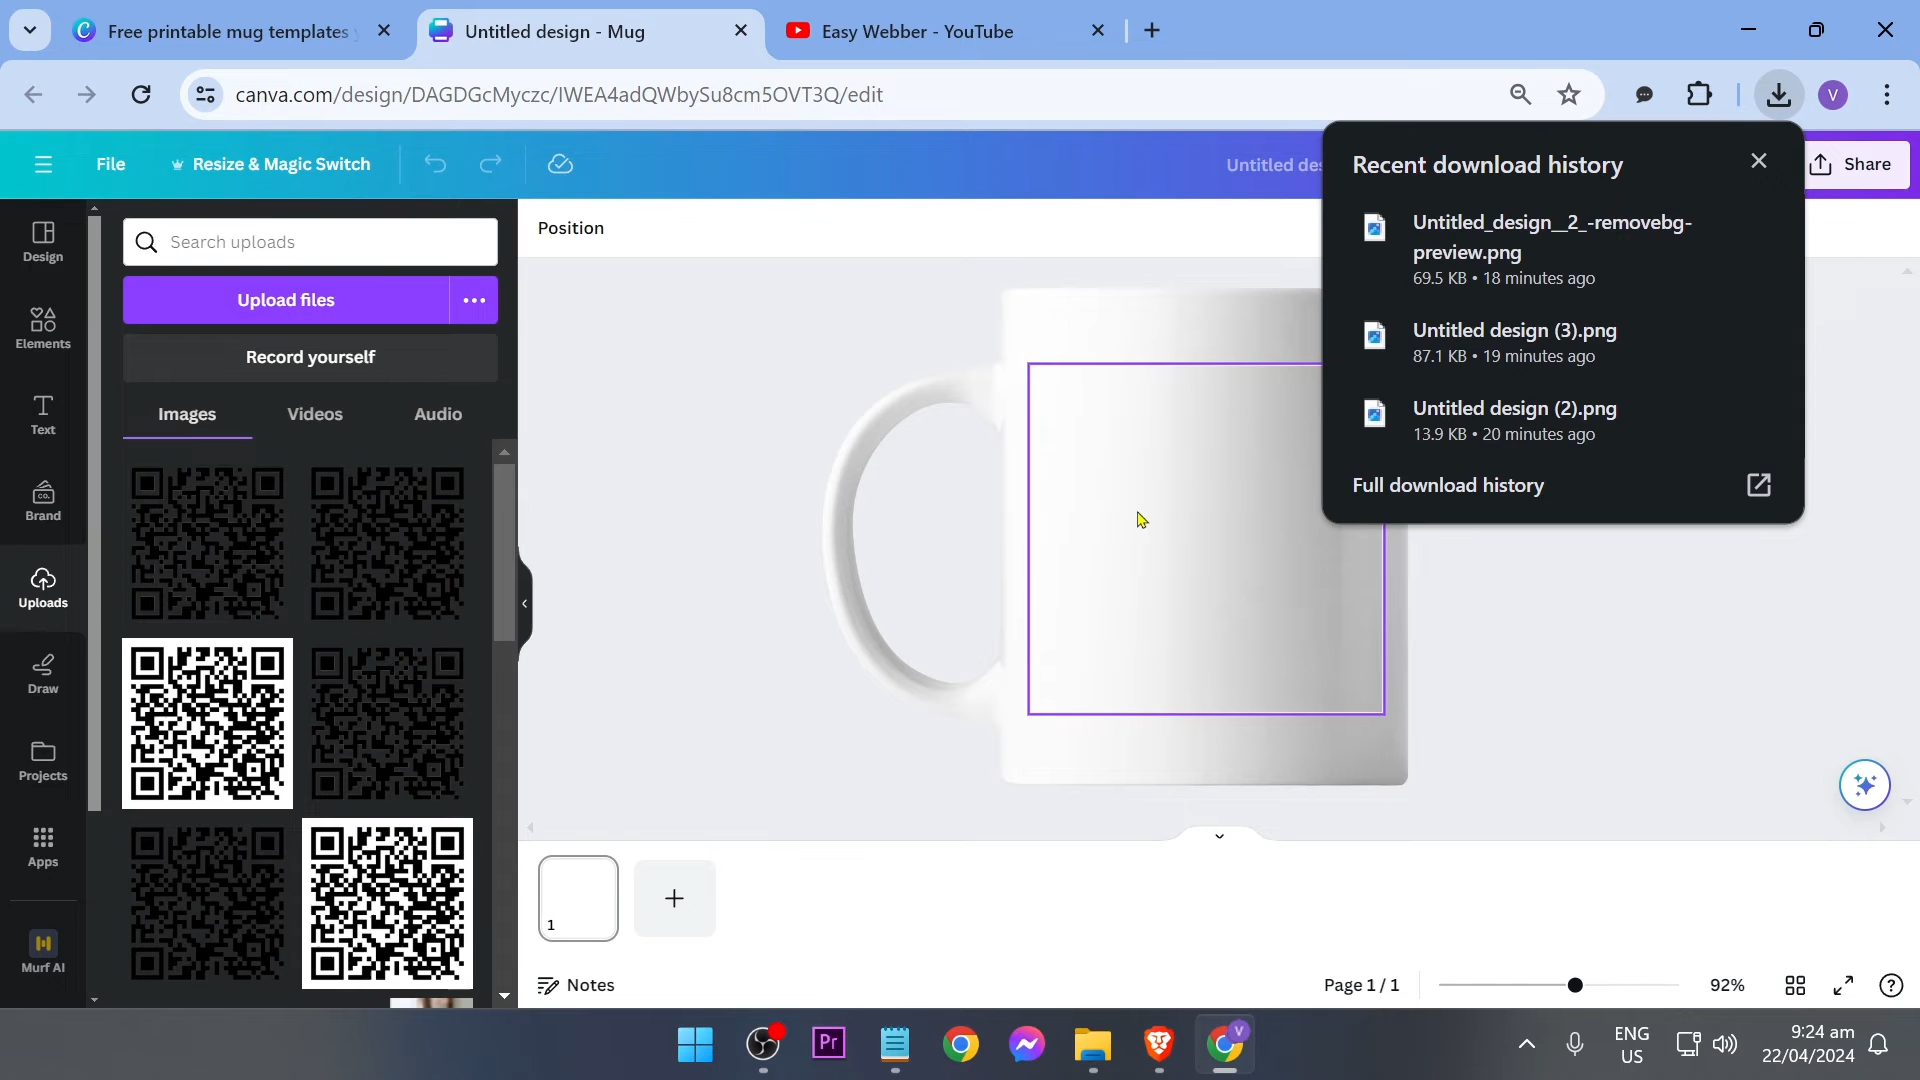 Free printable mug templates
Untitled design - Mug
Easy Webber - YouTube
canva.com/design/DAGDGcMyczc/IWEA4adQWbySu8cm5OVT3Q/edit
V
File
Resize & Magic Switch
Untitled des
Share
Recent download history
Untitled_design__2_-removebg-
preview.png
69.5 KB • 18 minutes ago
Untitled design (3).png
87.1 KB • 19 minutes ago
Untitled design (2).png
13.9 KB • 20 minutes ago
Full download history
Design
Elements
Text
Brand
Uploads
Draw
Projects
Apps
Murf AI
Search uploads
Upload files
Record yourself
Images
Videos
Audio
Position
1
Notes
Page 1 / 1
92%
Pr
V
ENG
US
9:24 am
22/04/2024